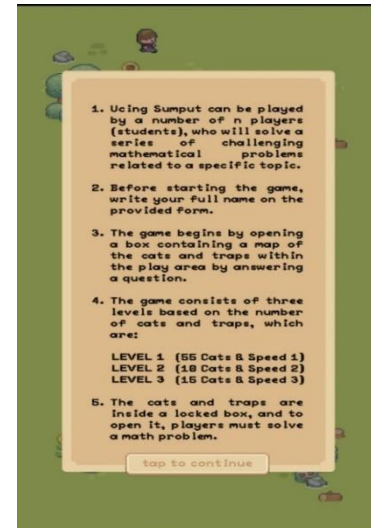 1. Ucing Sumput can be played
by a number of n players
(students), who will solve a
series of challenging
mathematical problems
related to a specific topic.
2. Before starting the game,
write your full name on the
provided form.
3. The game begins by opening
a box containing a map of
the cats and traps within
the play area by answering
a question.
4. The game consists of three
levels based on the number
of cats and traps, which
are:
LEVEL 1 (55 Cats & Speed 1)
LEVEL 2 (10 Cats & Speed 2)
LEVEL 3 (15 Cats & Speed 3)
5. The cats and traps are
inside a locked box, and to
open it, players must solve
a math problem.
tap to continue